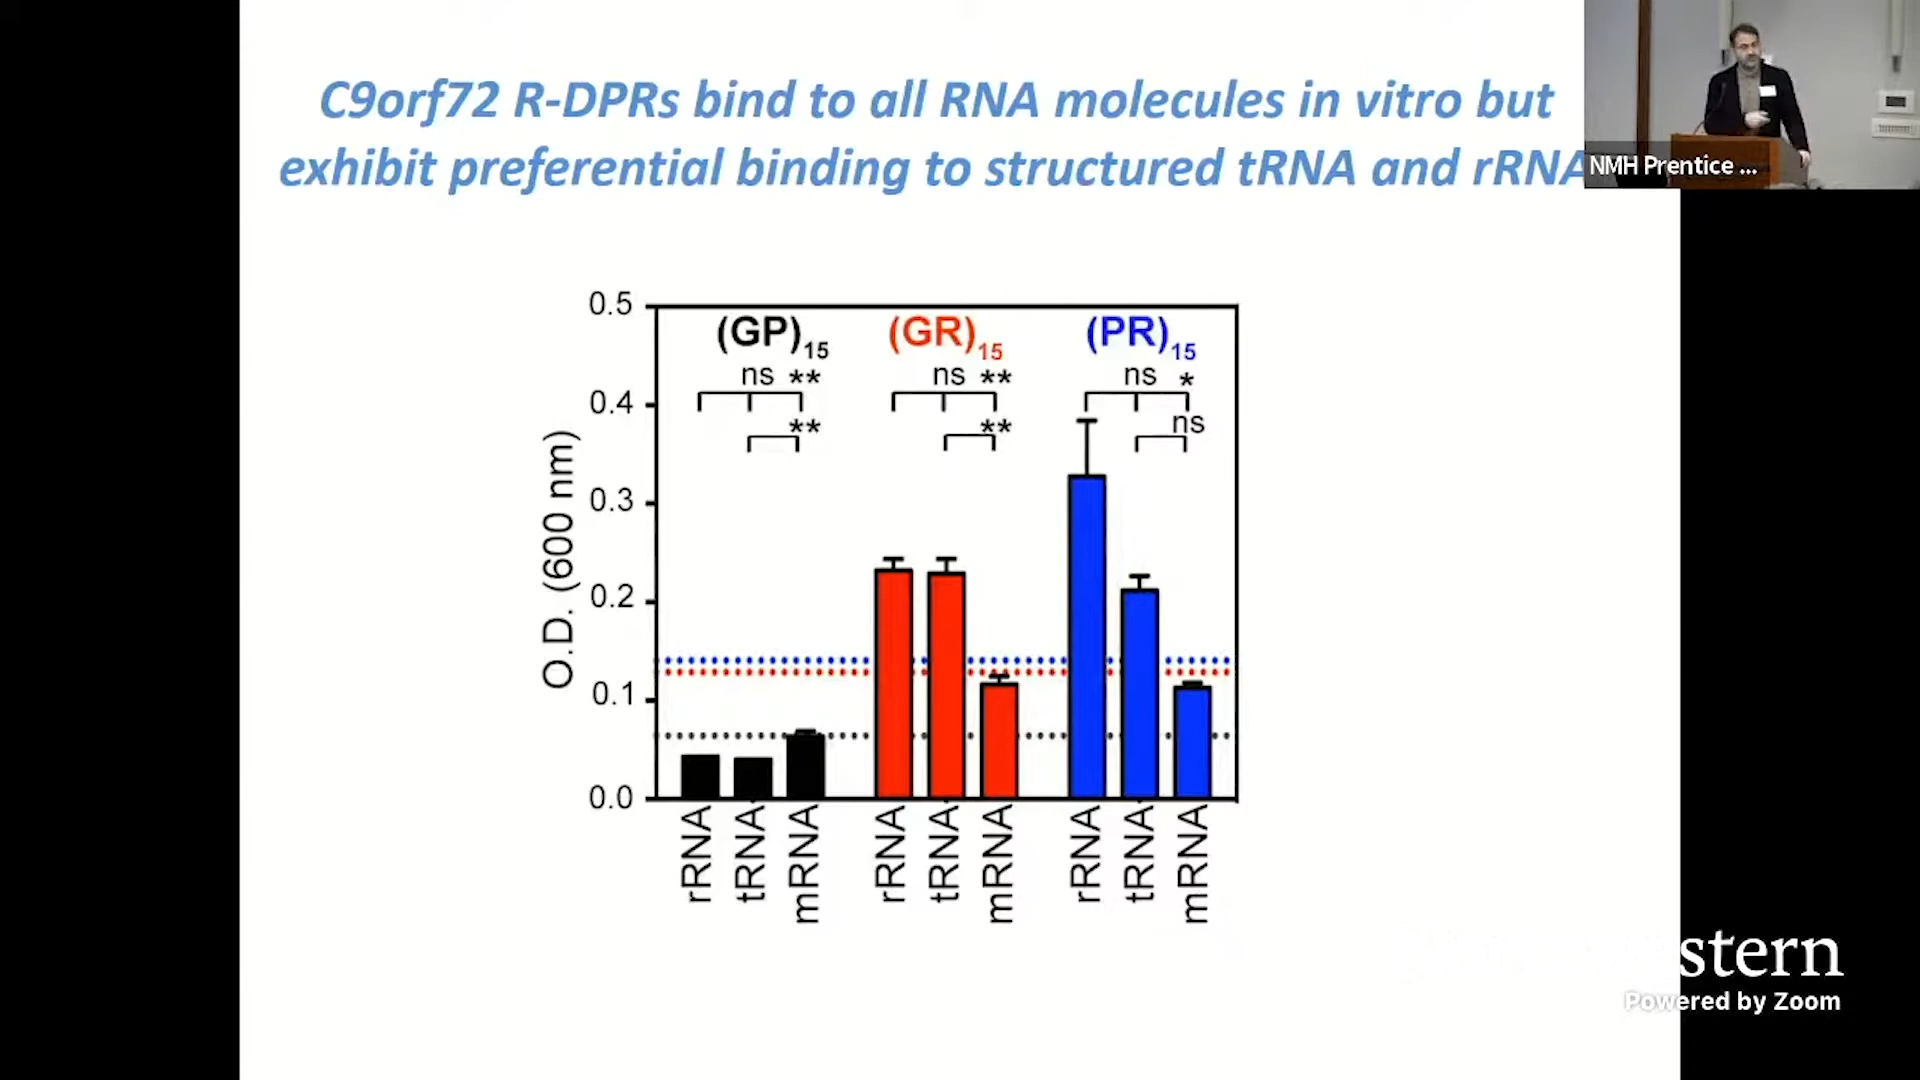 C9orf72 R-DPRs bind to all RNA molecules in vitro but
exhibit preferential binding to structured tRNA and rRNA
NMH Prentice ...
0.5
0.4
0.3
0.2
0.1
0.0
O.D. (600 nm)
(GP)15
(GR)15
(PR)15
ns **
ns **
ns *
**
**
ns
rRNA
tRNA
mRNA
rRNA
tRNA
mRNA
rRNA
tRNA
mRNA
stern
Powered by Zoom